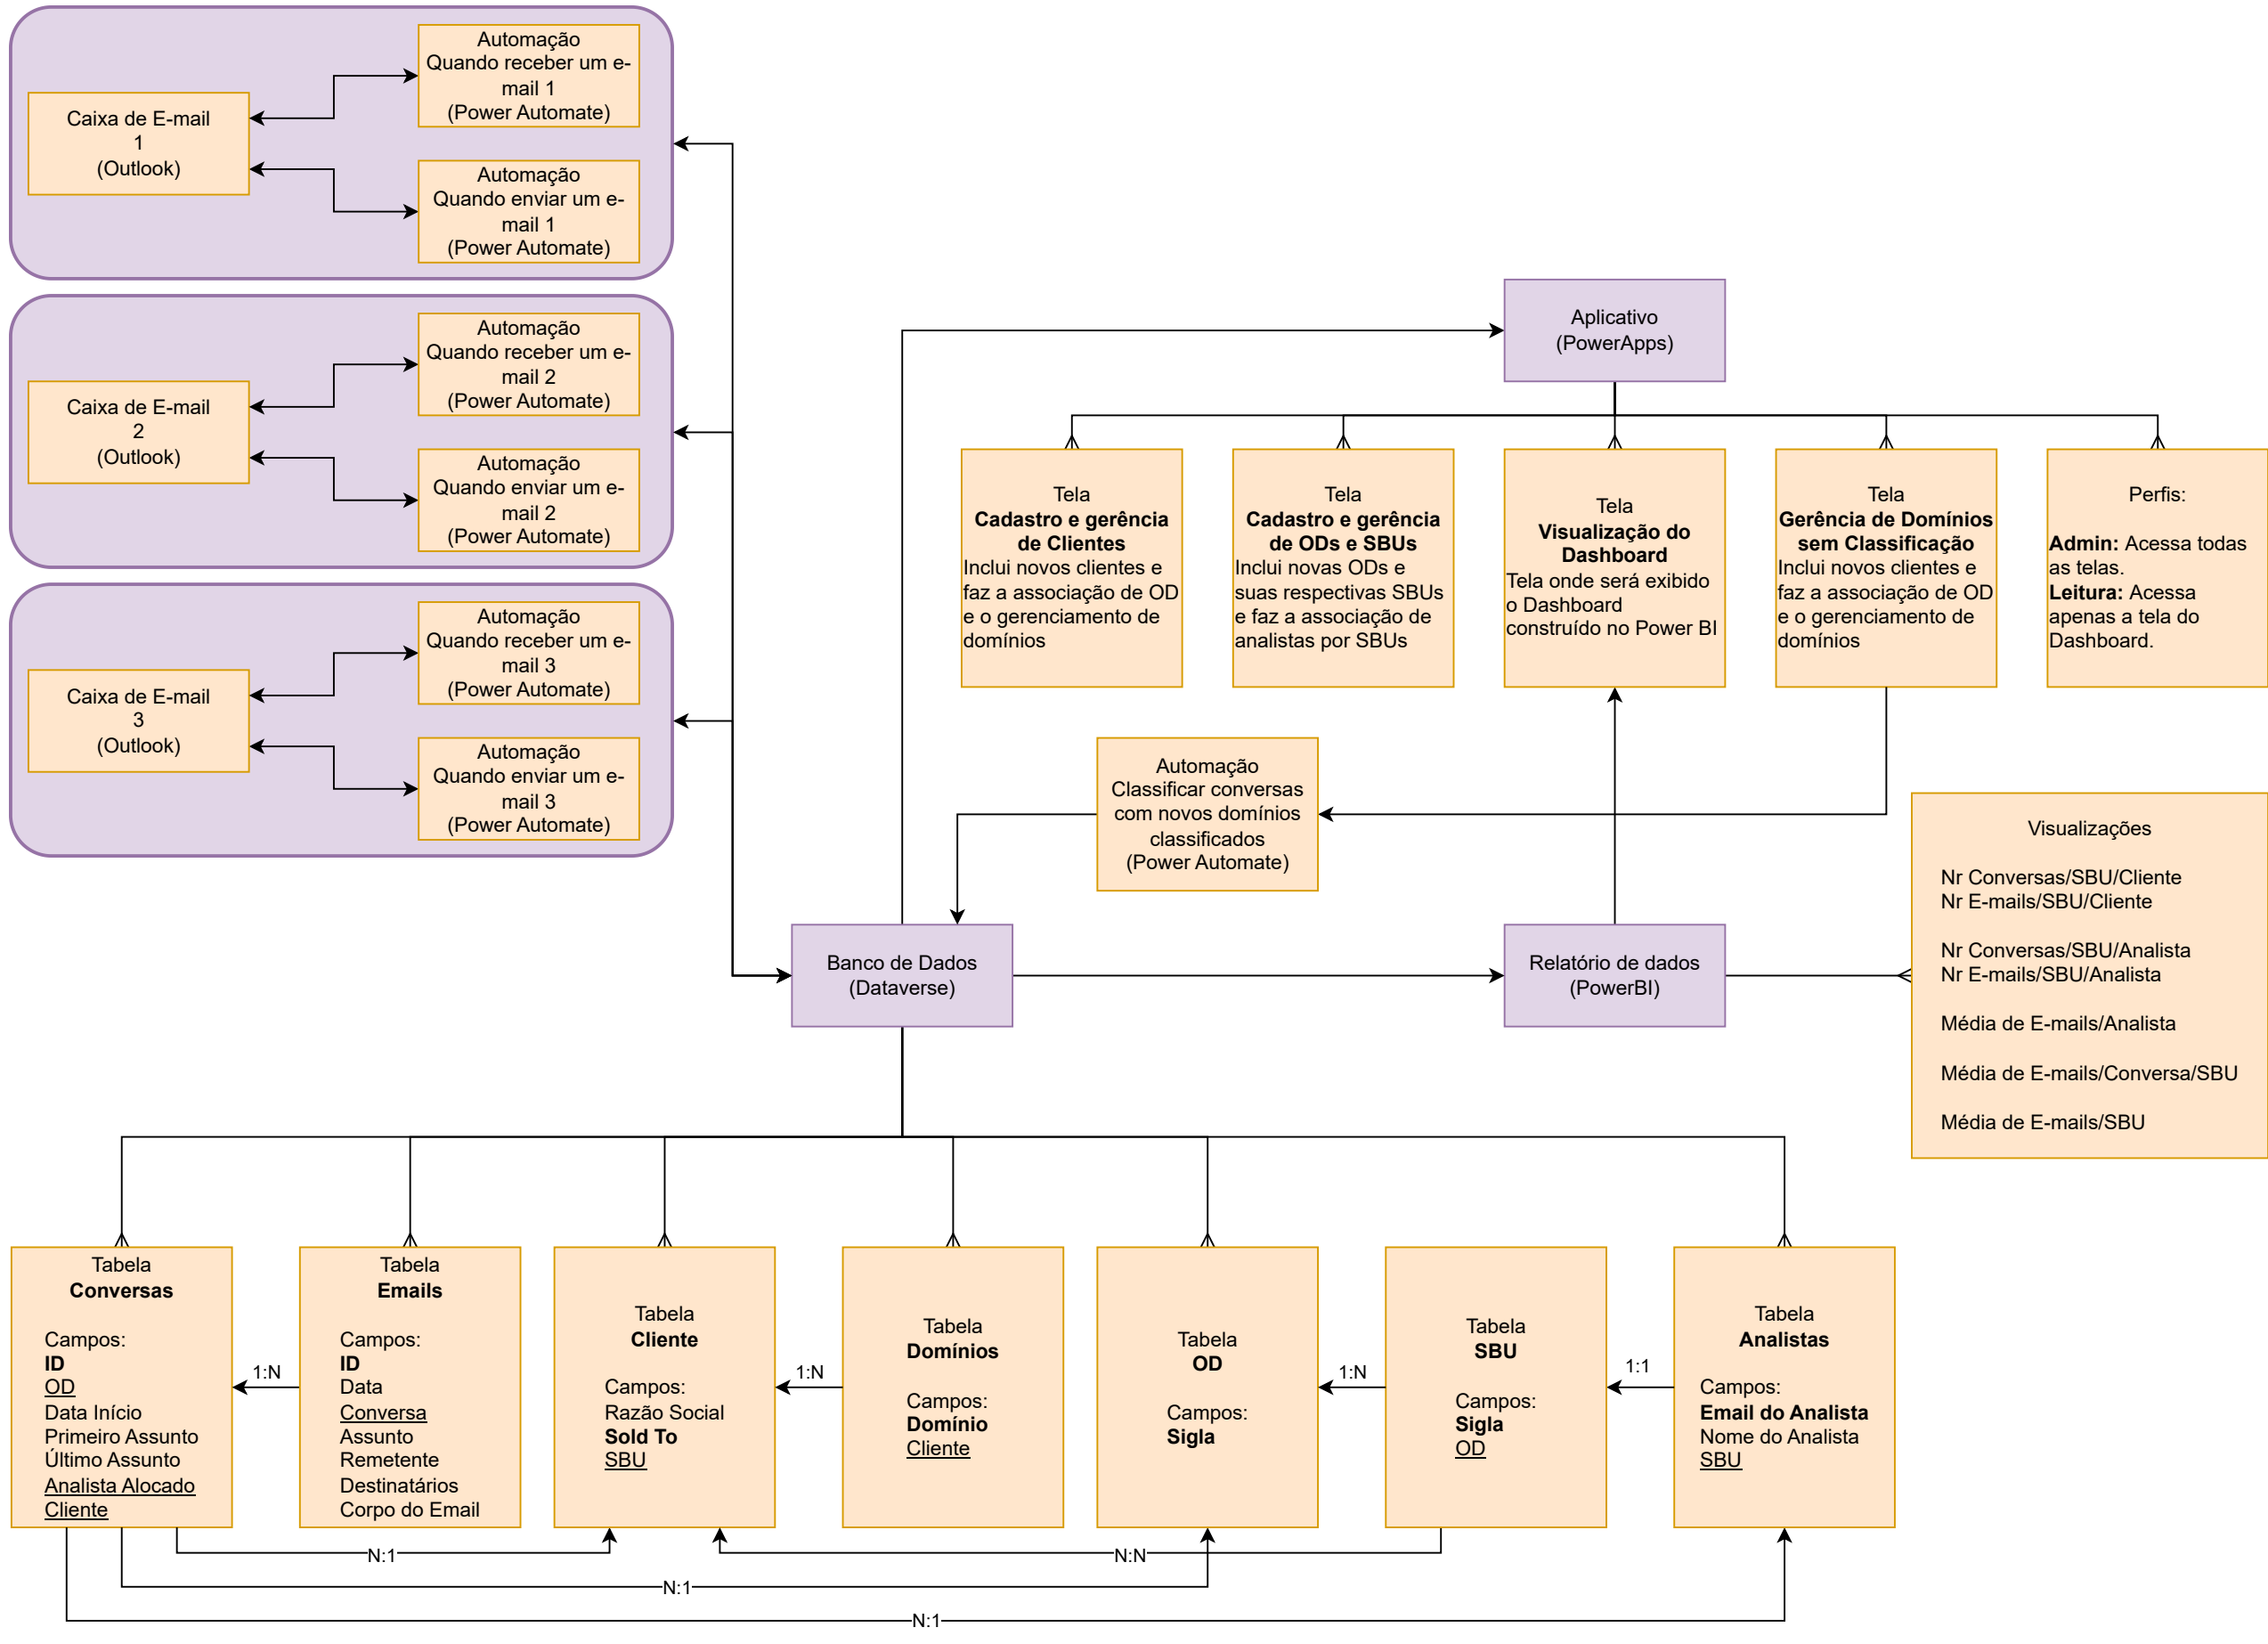 Caixa de E-mail
1
(Outlook)
Automação
Quando receber um e-
mail 1
(Power Automate)
Automação
Quando enviar um e-
mail 1
(Power Automate)
Caixa de E-mail
2
(Outlook)
Automação
Quando receber um e-
mail 2
(Power Automate)
Automação
Quando enviar um e-
mail 2
(Power Automate)
Caixa de E-mail
3
(Outlook)
Automação
Quando receber um e-
mail 3
(Power Automate)
Automação
Quando enviar um e-
mail 3
(Power Automate)
Aplicativo
(PowerApps)
Tela
Cadastro e gerência
de Clientes
Inclui novos clientes e
faz a associação de OD
e o gerenciamento de
domínios
Tela
Cadastro e gerência
de ODs e SBUs
Inclui novas ODs e
suas respectivas SBUs
e faz a associação de
analistas por SBUs
Tela
Visualização do
Dashboard
Tela onde será exibido
o Dashboard
construído no Power BI
Tela
Gerência de Domínios
sem Classificação
Inclui novos clientes e
faz a associação de OD
e o gerenciamento de
domínios
Perfis:
Admin: Acessa todas
as telas.
Leitura: Acessa
apenas a tela do
Dashboard.
Automação
Classificar conversas
com novos domínios
classificados
(Power Automate)
Banco de Dados
(Dataverse)
Relatório de dados
(PowerBI)
Visualizações
Nr Conversas/SBU/Cliente
Nr E-mails/SBU/Cliente
Nr Conversas/SBU/Analista
Nr E-mails/SBU/Analista
Média de E-mails/Analista
Média de E-mails/Conversa/SBU
Média de E-mails/SBU
Tabela
Conversas
Campos:
ID
OD
Data Início
Primeiro Assunto
Último Assunto
Analista Alocado
Cliente
1:N
Tabela
Emails
Campos:
ID
Data
Conversa
Assunto
Remetente
Destinatários
Corpo do Email
Tabela
Cliente
Campos:
Razão Social
Sold To
SBU
1:N
Tabela
Domínios
Campos:
Domínio
Cliente
Tabela
OD
Campos:
Sigla
1:N
Tabela
SBU
Campos:
Sigla
OD
1:1
Tabela
Analistas
Campos:
Email do Analista
Nome do Analista
SBU
N:1
N:N
N:1
N:1